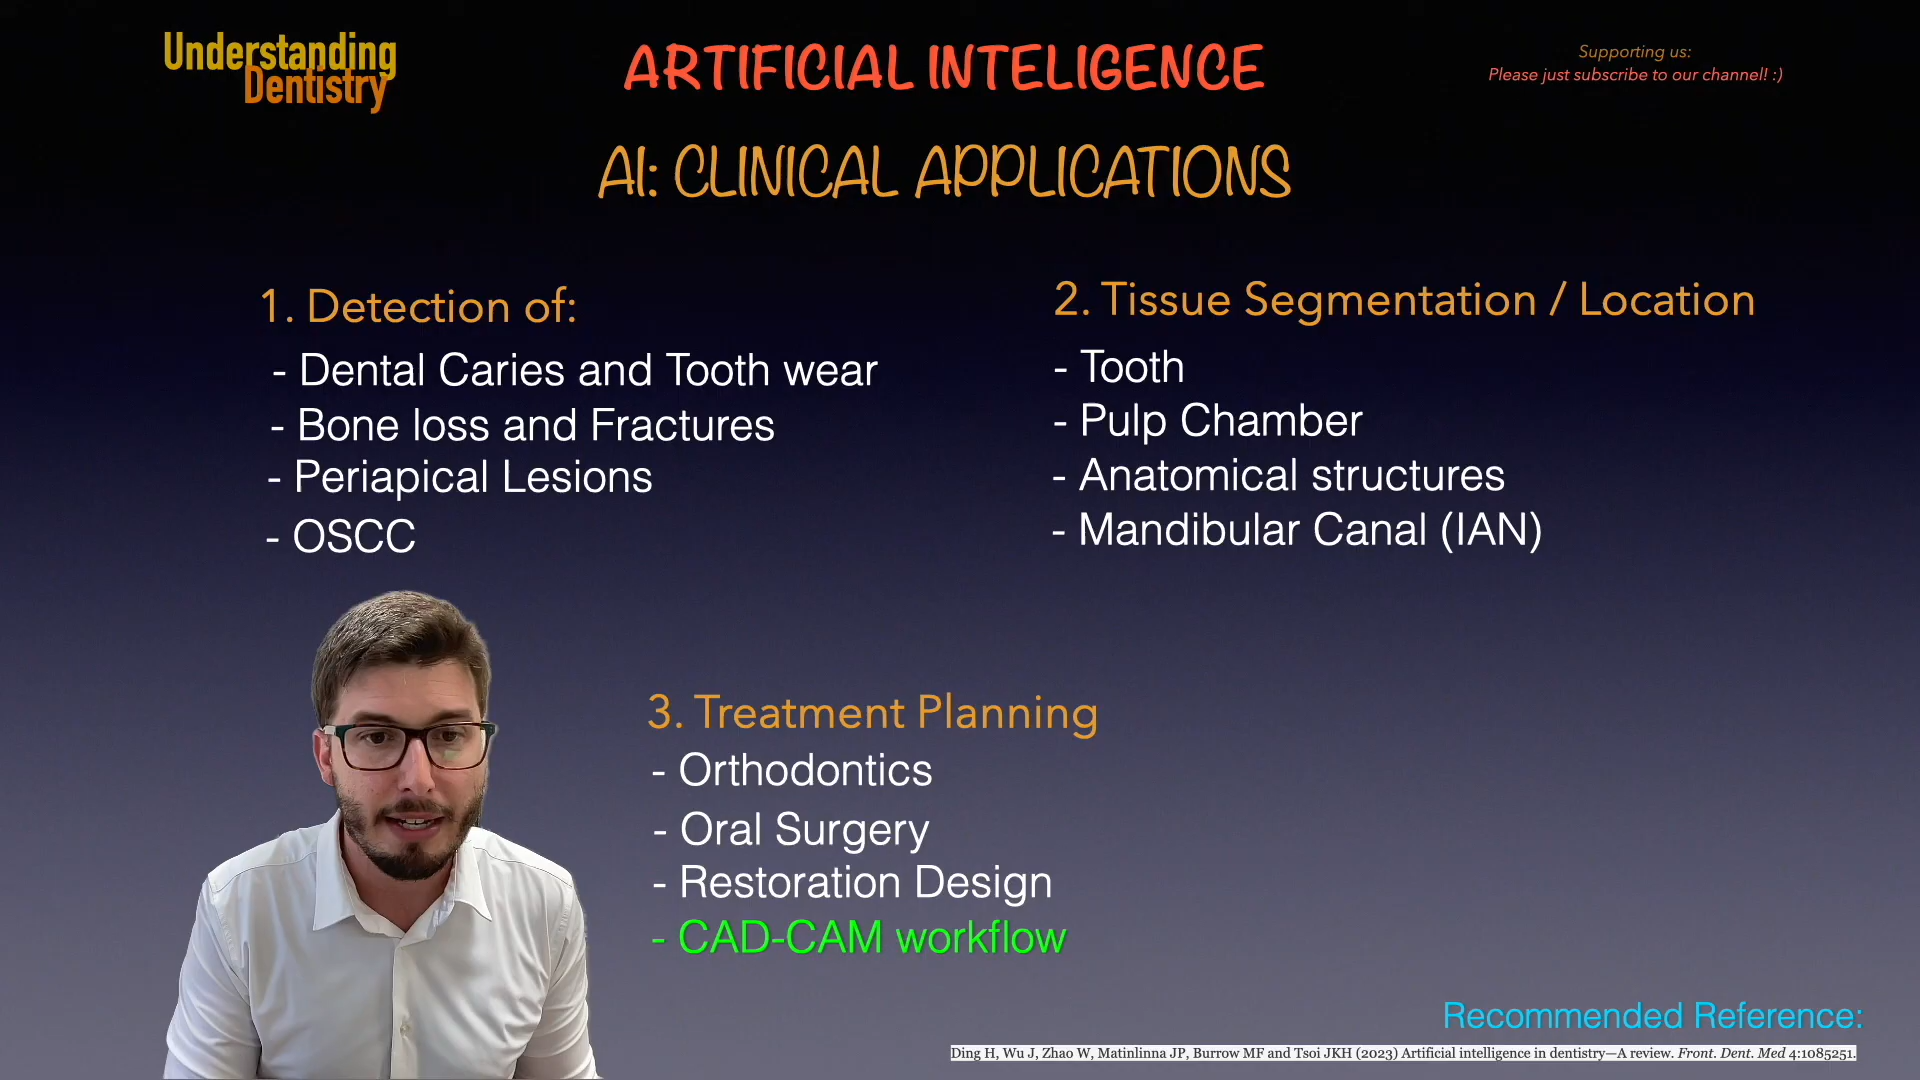 Understanding
Dentistry
ARTIFICIAL INTELIGENCE
Supporting us:
Please just subscribe to our channel! :)
AI: CLINICAL APPLICATIONS
1. Detection of:
- Dental Caries and Tooth wear
- Bone loss and Fractures
- Periapical Lesions
- OSCC
2. Tissue Segmentation / Location
- Tooth
- Pulp Chamber
- Anatomical structures
- Mandibular Canal (IAN)
3. Treatment Planning
- Orthodontics
- Oral Surgery
- Restoration Design
- CAD-CAM workflow
Recommended Reference:
Ding H, Wu J, Zhao W, Matinlinna JP, Burrow MF and Tsoi JKH (2023) Artificial intelligence in dentistry—A review. Front. Dent. Med 4:1085251.